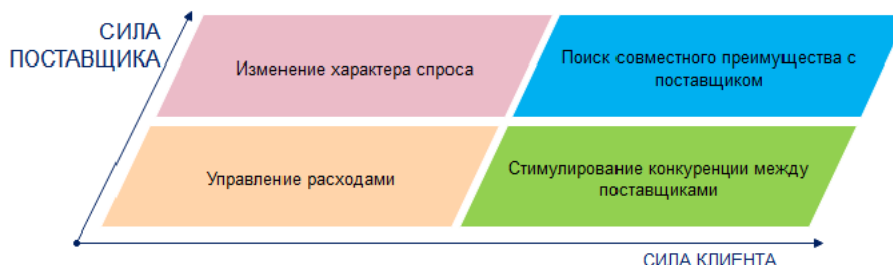 СИЛА
ПОСТАВЩИКА
Изменение характера спроса
Поиск совместного преимущества с
поставщиком
Управление расходами
Стимулирование конкуренции между
поставщиками
СИЛА КЛИЕНТА